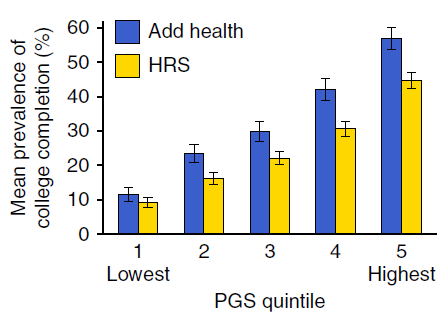 Mean prevalence of
college completion (%)
60
50
40
30
20
10
0
Add health
HRS
1 2 3 4 5
Lowest Highest
PGS quintile